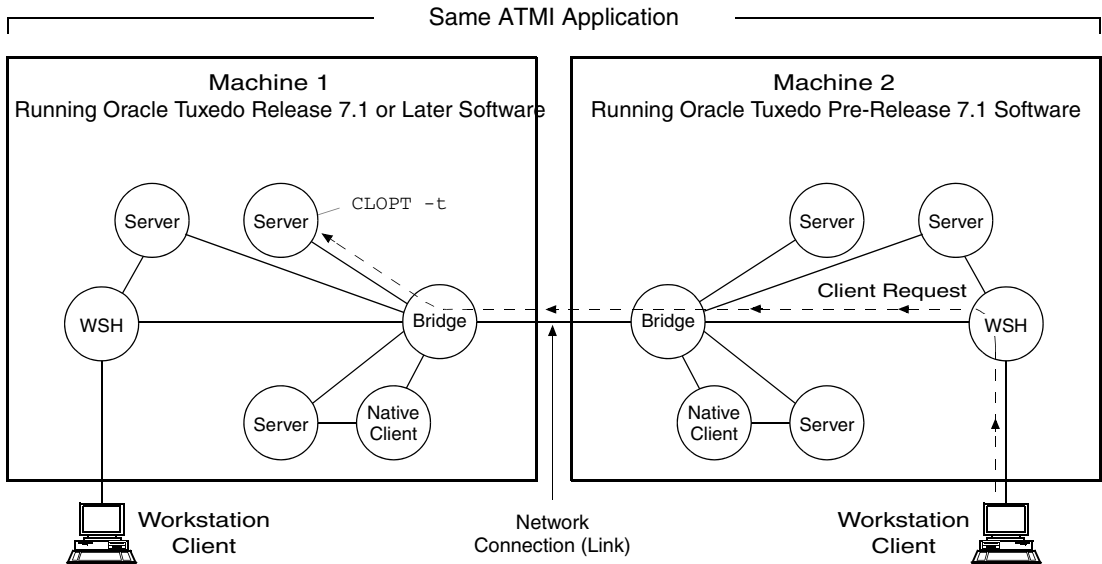 Same ATMI Application
Machine 1
Running Oracle Tuxedo Release 7.1 or Later Software
Machine 2
Running Oracle Tuxedo Pre-Release 7.1 Software
Server
Server
CLOPT -t
Server
Server
Client Request
WSH
Bridge
Bridge
WSH
Server
Native
Client
Native
Client
Server
Workstation
Client
Network
Connection (Link)
Workstation
Client